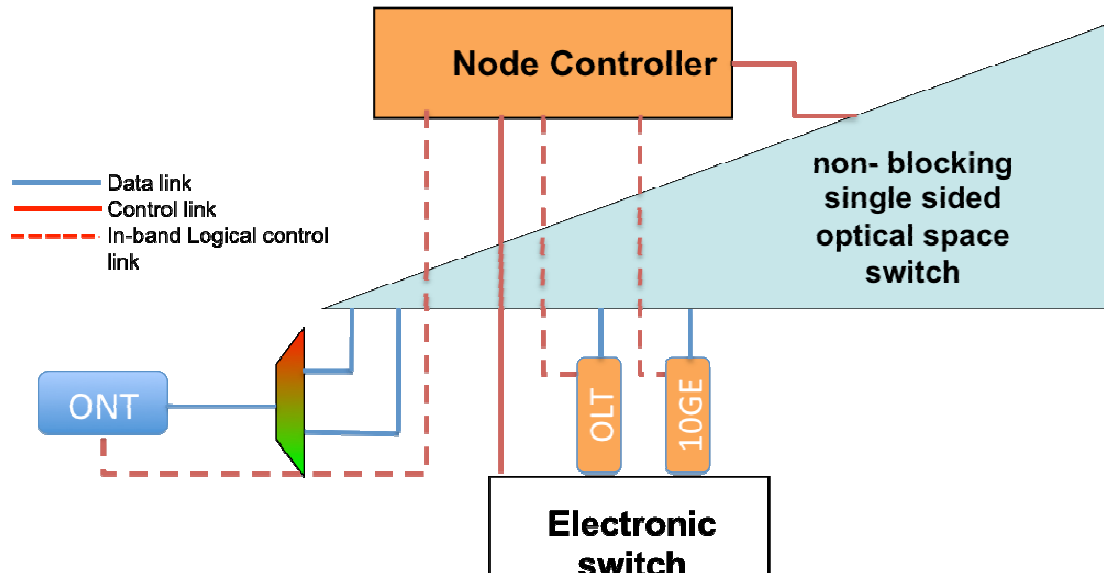 Node Controller
non- blocking
single sided
optical space
switch
Data link
Control link
In-band Logical control
link
ONT
OLT
10GE
Electronic
switch